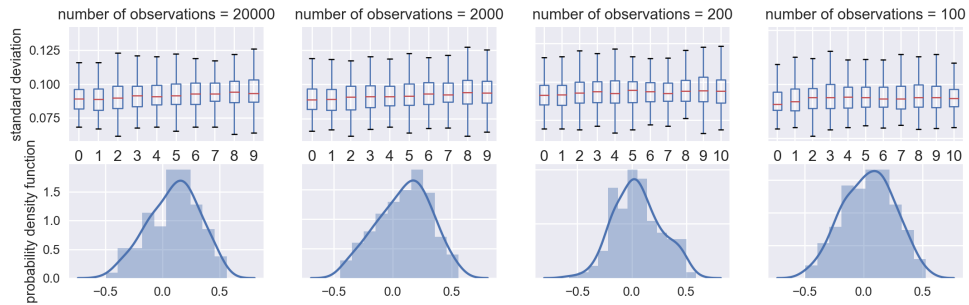 number of observations = 20000
number of observations = 2000
number of observations = 200
number of observations = 100
standard deviation
0.125
0.100
0.075
0 1 2 3 4 5 6 7 8 9
0 1 2 3 4 5 6 7 8 9
0 1 2 3 4 5 6 7 8 9 10
0 1 2 3 4 5 6 7 8 9 10
probability density function
1.5
1.0
0.5
0.0
−0.5 0.0 0.5
−0.5 0.0 0.5
−0.5 0.0 0.5
−0.5 0.0 0.5